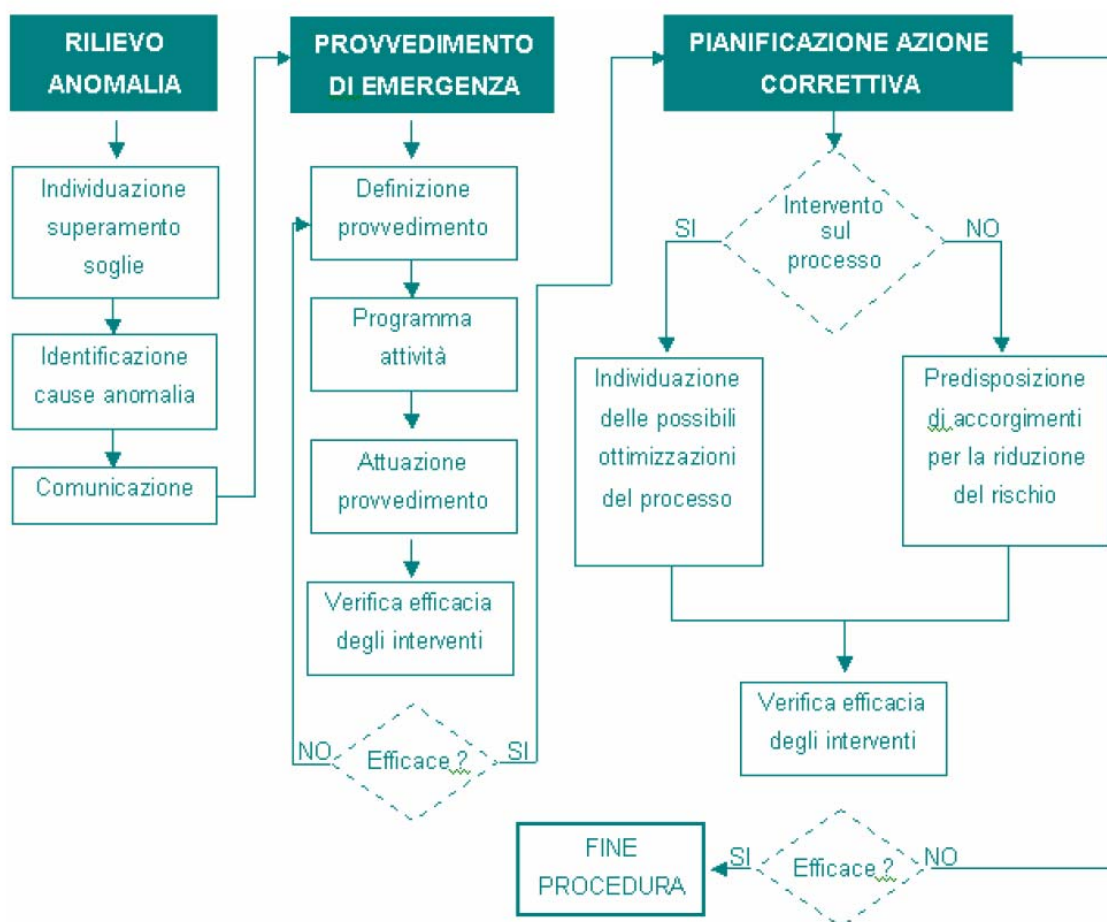 RILIEVO
ANOMALIA
Individuazione
superamento
soglie
Identificazione
cause anomalia
Comunicazione
PROVVEDIMENTO
DI EMERGENZA
Definizione
provvedimento
Programma
attività
Attuazione
provvedimento
Verifica efficacia
degli interventi
NO
Efficace ?
SI
PIANIFICAZIONE AZIONE
CORRETTIVA
SI
Intervento
sul
processo
NO
Individuazione
delle possibili
ottimizzazioni
del processo
Predisposizione
di accorgimenti
per la riduzione
del rischio
Verifica efficacia
degli interventi
FINE
PROCEDURA
SI
Efficace ?
NO